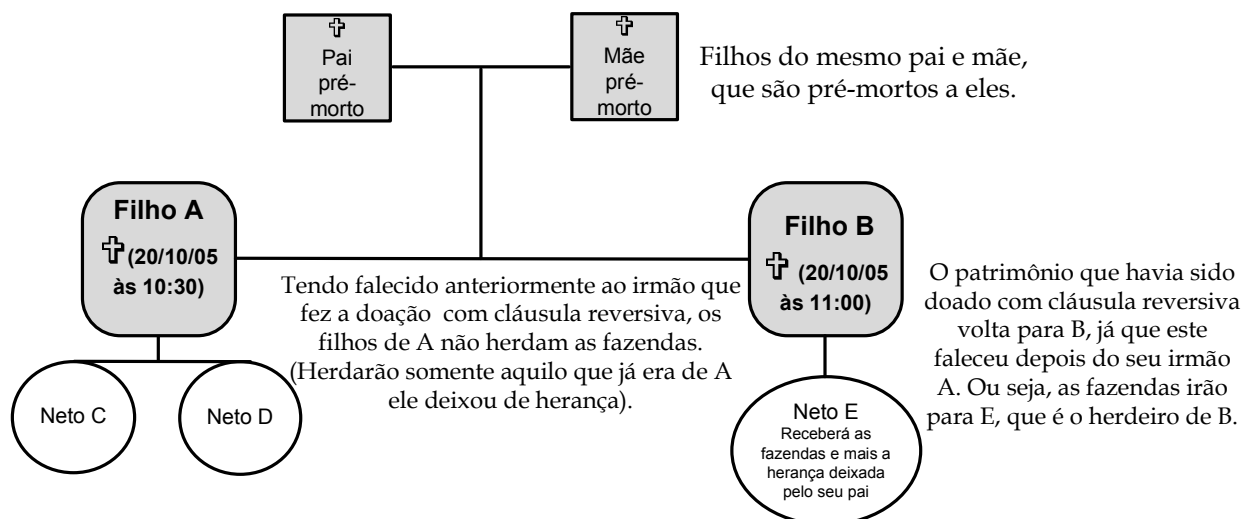 ✞
Pai
pré-
morto
✞
Mãe
pré-
morto
Filhos do mesmo pai e mãe,
que são pré-mortos a eles.
Filho A
✞(20/10/05
às 10:30)
Filho B
✞ (20/10/05
às 11:00)
Tendo falecido anteriormente ao irmão que
fez a doação com cláusula reversiva, os
filhos de A não herdam as fazendas.
(Herdarão somente aquilo que já era de A
ele deixou de herança).
O patrimônio que havia sido
doado com cláusula reversiva
volta para B, já que este
faleceu depois do seu irmão
A. Ou seja, as fazendas irão
para E, que é o herdeiro de B.
Neto C
Neto D
Neto E
Receberá as
fazendas e mais a
herança deixada
pelo seu pai